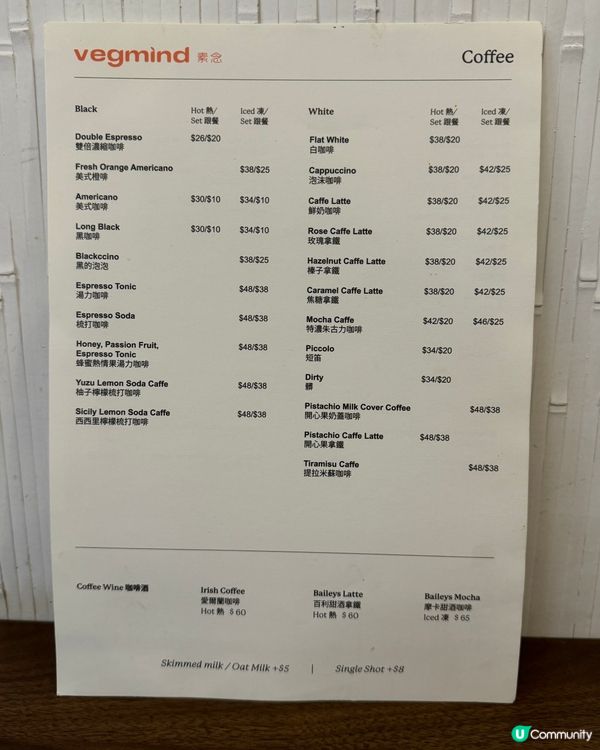 vegmind 素念 Coffee
Black Hot 熱/ Set 跟餐 Iced 凍/ Set 跟餐
Double Espresso $26/$20
雙倍濃縮咖啡
Fresh Orange Americano $38/$25
美式橙啡
Americano $30/$10 $34/$10
美式咖啡
Long Black $30/$10 $34/$10
黑咖啡
Blackccino $38/$25
黑的泡泡
Espresso Tonic $48/$38
湯力咖啡
Espresso Soda $48/$38
梳打咖啡
Honey, Passion Fruit, $48/$38
Espresso Tonic
蜂蜜熱情果湯力咖啡
Yuzu Lemon Soda Caffe $48/$38
柚子檸檬梳打咖啡
Sicily Lemon Soda Caffe $48/$38
西西里檸檬梳打咖啡
White Hot 熱/ Set 跟餐 Iced 凍/ Set 跟餐
Flat White $38/$20
白咖啡
Cappuccino $38/$20 $42/$25
泡沫咖啡
Caffe Latte $38/$20 $42/$25
鮮奶咖啡
Rose Caffe Latte $38/$20 $42/$25
玫瑰拿鐵
Hazelnut Caffe Latte $38/$20 $42/$25
榛子拿鐵
Caramel Caffe Latte $38/$20 $42/$25
焦糖拿鐵
Mocha Caffe $42/$20 $46/$25
特濃朱古力咖啡
Piccolo $34/$20
短笛
Dirty $34/$20
髒
Pistachio Milk Cover Coffee $48/$38
開心果奶蓋咖啡
Pistachio Caffe Latte $48/$38
開心果拿鐵
Tiramisu Caffe $48/$38
提拉米蘇咖啡
Coffee Wine 咖啡酒
Irish Coffee
愛爾蘭咖啡
Hot 熱 $ 60
Baileys Latte
百利甜酒拿鐵
Hot 熱 $ 60
Baileys Mocha
摩卡甜酒咖啡
Iced 凍 $ 65
Skimmed milk / Oat Milk +$5 | Single Shot +$8
U Community